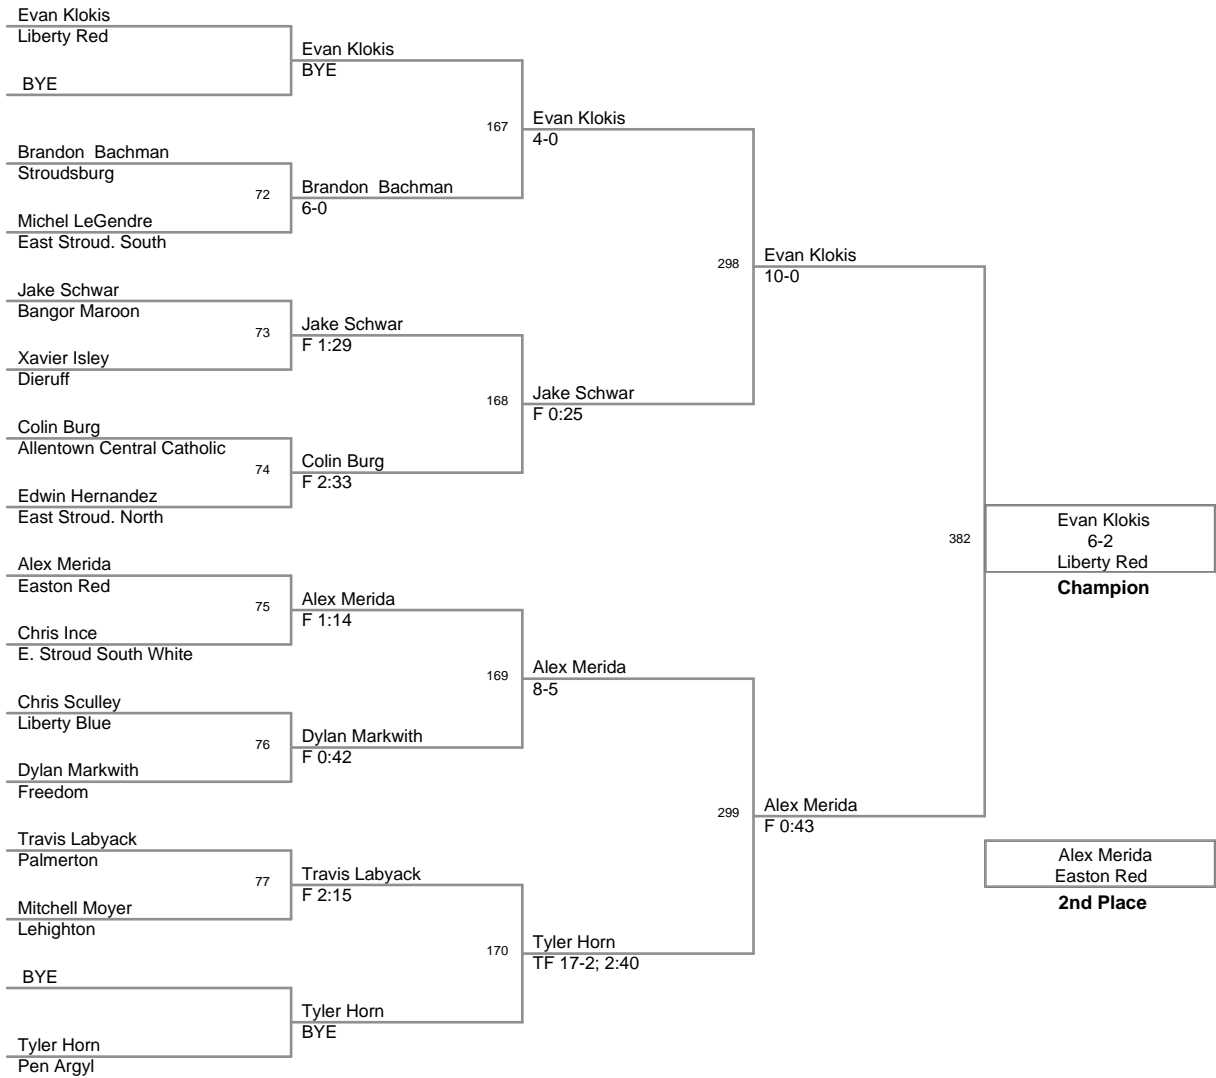 Evan Klokis
Liberty Red
BYE
Brandon  Bachman
Stroudsburg
72
Michel LeGendre
East Stroud. South
Jake Schwar
Bangor Maroon
73
Xavier Isley
Dieruff
Colin Burg
Allentown Central Catholic
74
Edwin Hernandez
East Stroud. North
Alex Merida
Easton Red
75
Chris Ince
E. Stroud South White
Chris Sculley
Liberty Blue
76
Dylan Markwith
Freedom
Travis Labyack
Palmerton
77
Mitchell Moyer
Lehighton
BYE
Tyler Horn
Pen Argyl
Evan Klokis
BYE
167
Brandon  Bachman
6-0
Jake Schwar
F 1:29
168
Colin Burg
F 2:33
Alex Merida
F 1:14
169
Dylan Markwith
F 0:42
Travis Labyack
F 2:15
170
Tyler Horn
BYE
Evan Klokis
4-0
298
Jake Schwar
F 0:25
Alex Merida
8-5
299
Tyler Horn
TF 17-2; 2:40
Evan Klokis
10-0
382
Alex Merida
F 0:43
Evan Klokis
6-2
Liberty Red
Champion
Alex Merida
Easton Red
2nd Place